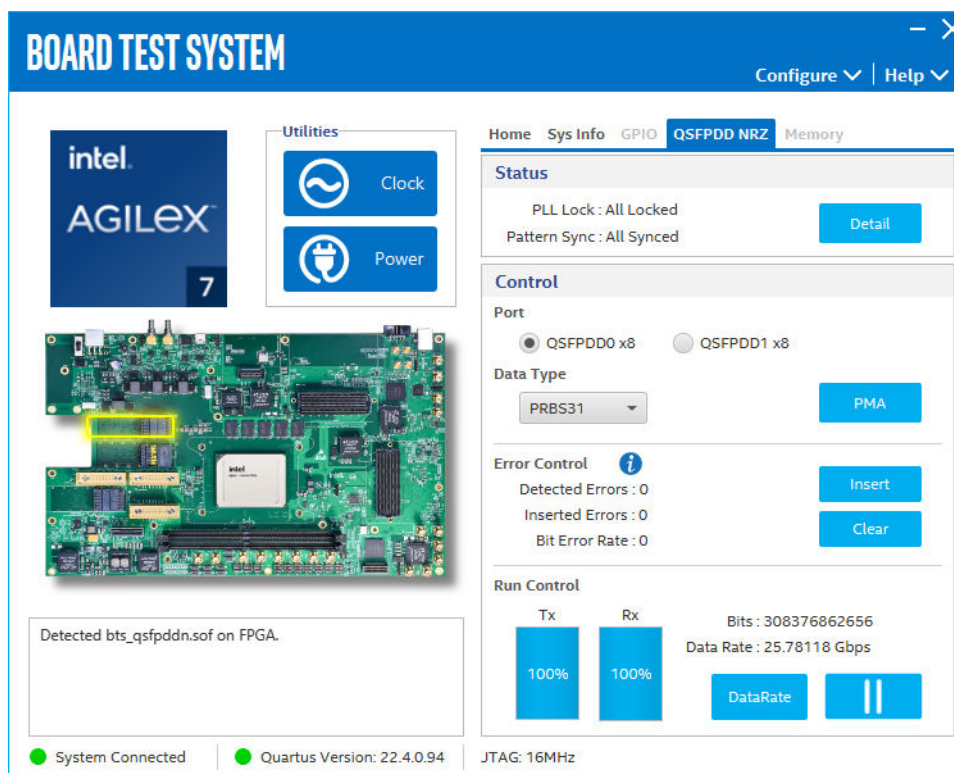 BOARD TEST SYSTEM
Configure | Help
intel.
AGILEX
7
Utilities
Clock
Power
Home Sys Info GPIO QSFPDD NRZ Memory
Status
PLL Lock : All Locked
Pattern Sync : All Synced
Detail
Control
Port
QSFPDD0 x8 QSFPDD1 x8
Data Type
PRBS31
PMA
Error Control i
Detected Errors : 0
Insert
Inserted Errors : 0
Clear
Bit Error Rate : 0
Run Control
Tx Rx
Bits : 308376862656
Data Rate : 25.78118 Gbps
100% 100%
DataRate
intel
Detected bts_qsfpddn.sof on FPGA.
System Connected Quartus Version: 22.4.0.94 JTAG: 16MHz